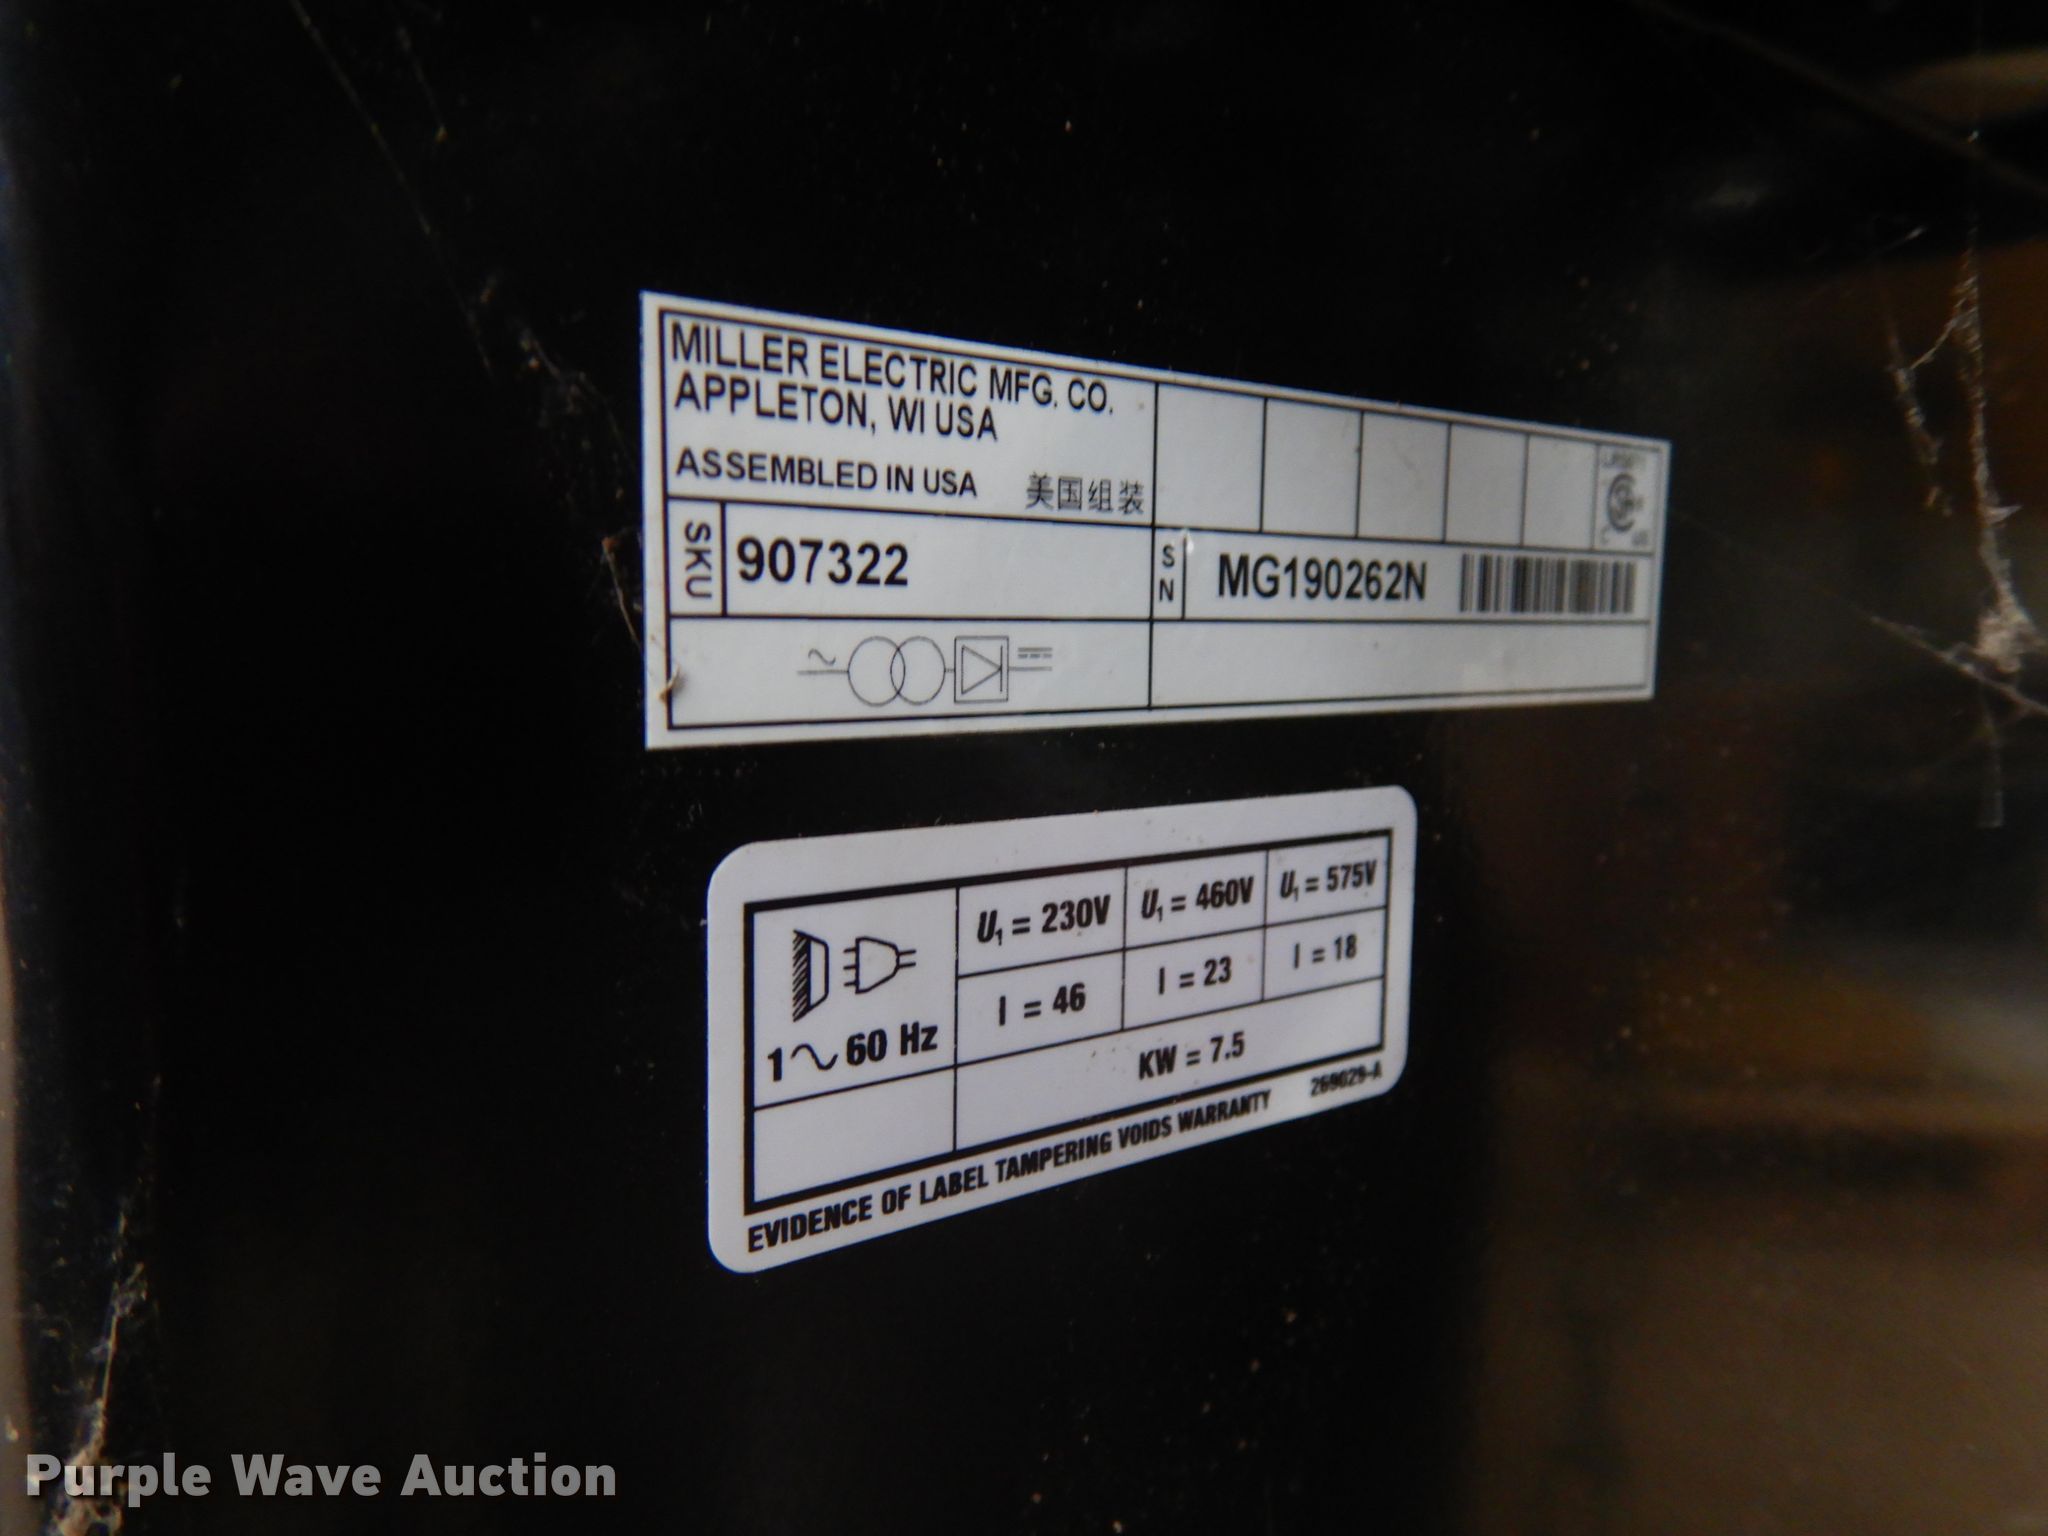 MILLER ELECTRIC MFG. CO.
APPLETON, WI USA
ASSEMBLED IN USA 美国组装
SKU 907322
SN MG190262N
U1 = 230V U1 = 460V U1 = 575V
I = 46 I = 23 I = 18
1~60 Hz
KW = 7.5
269029-A
EVIDENCE OF LABEL TAMPERING VOIDS WARRANTY
Purple Wave Auction